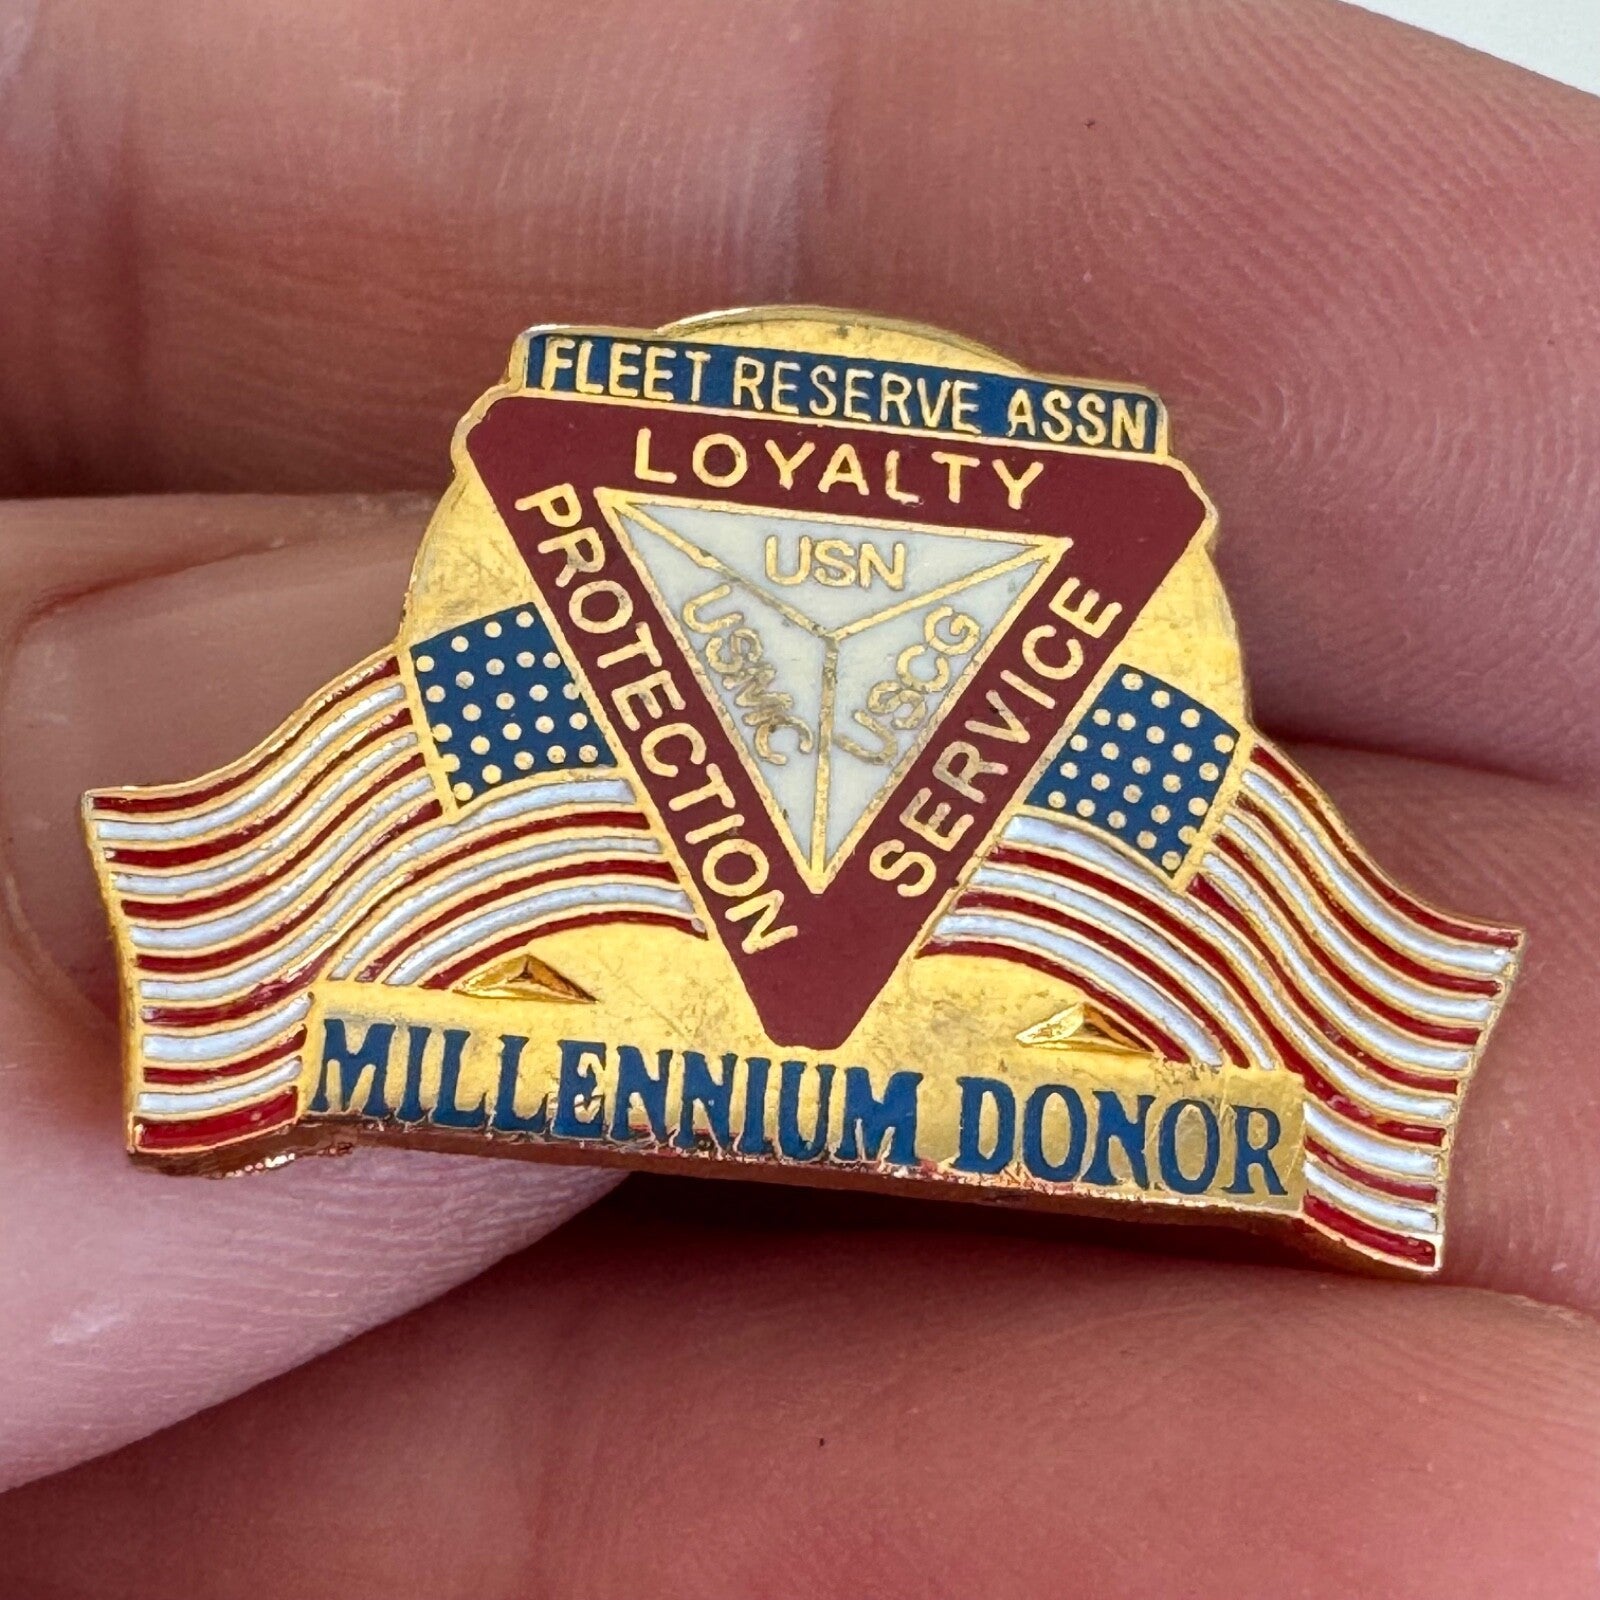 FLEET RESERVE ASSN
LOYALTY
PROTECTION
SERVICE
USN
USMC
USCG
MILLENNIUM DONOR